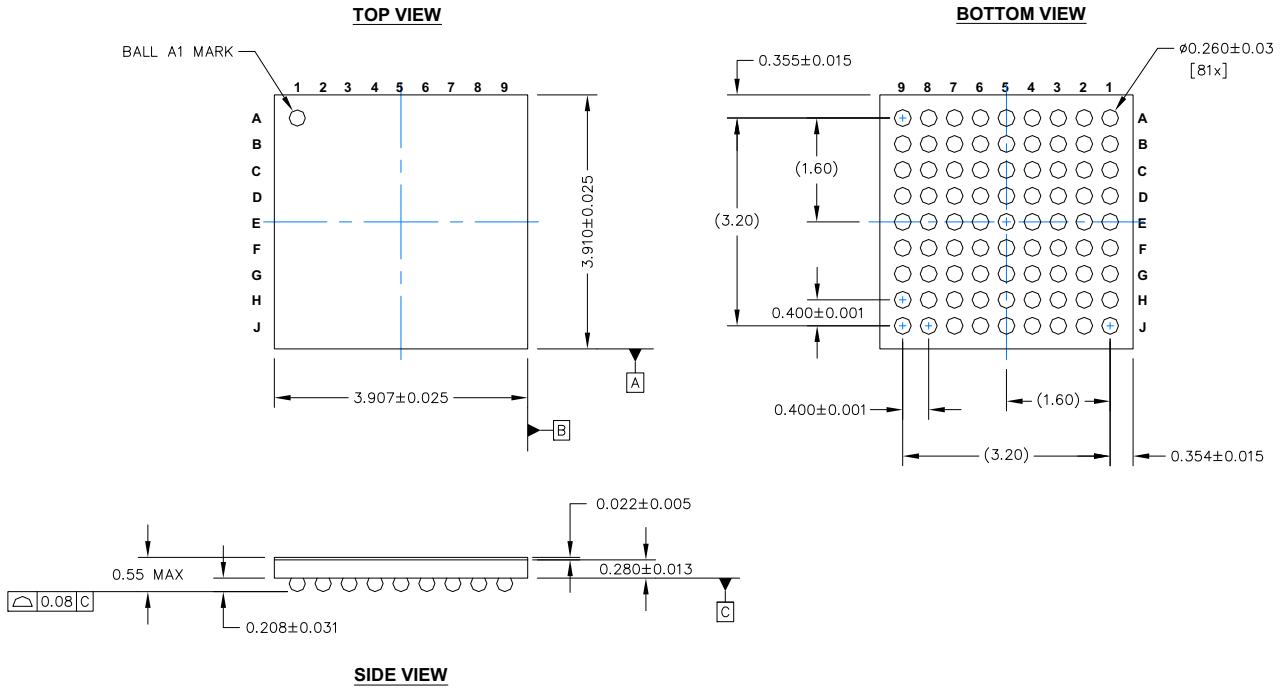 TOP VIEW
BALL A1 MARK
1 2 3 4 5 6 7 8 9
A
B
C
D
E
F
G
H
J
3.910±0.025
3.907±0.025
A
B
BOTTOM VIEW
0.355±0.015
ø0.260±0.03
[81x]
9 8 7 6 5 4 3 2 1
A
B
C
D
E
F
G
H
J
(1.60)
(3.20)
0.400±0.001
0.400±0.001
(1.60)
(3.20)
0.354±0.015
0.022±0.005
0.55 MAX
0.280±0.013
0.08 C
C
0.208±0.031
SIDE VIEW